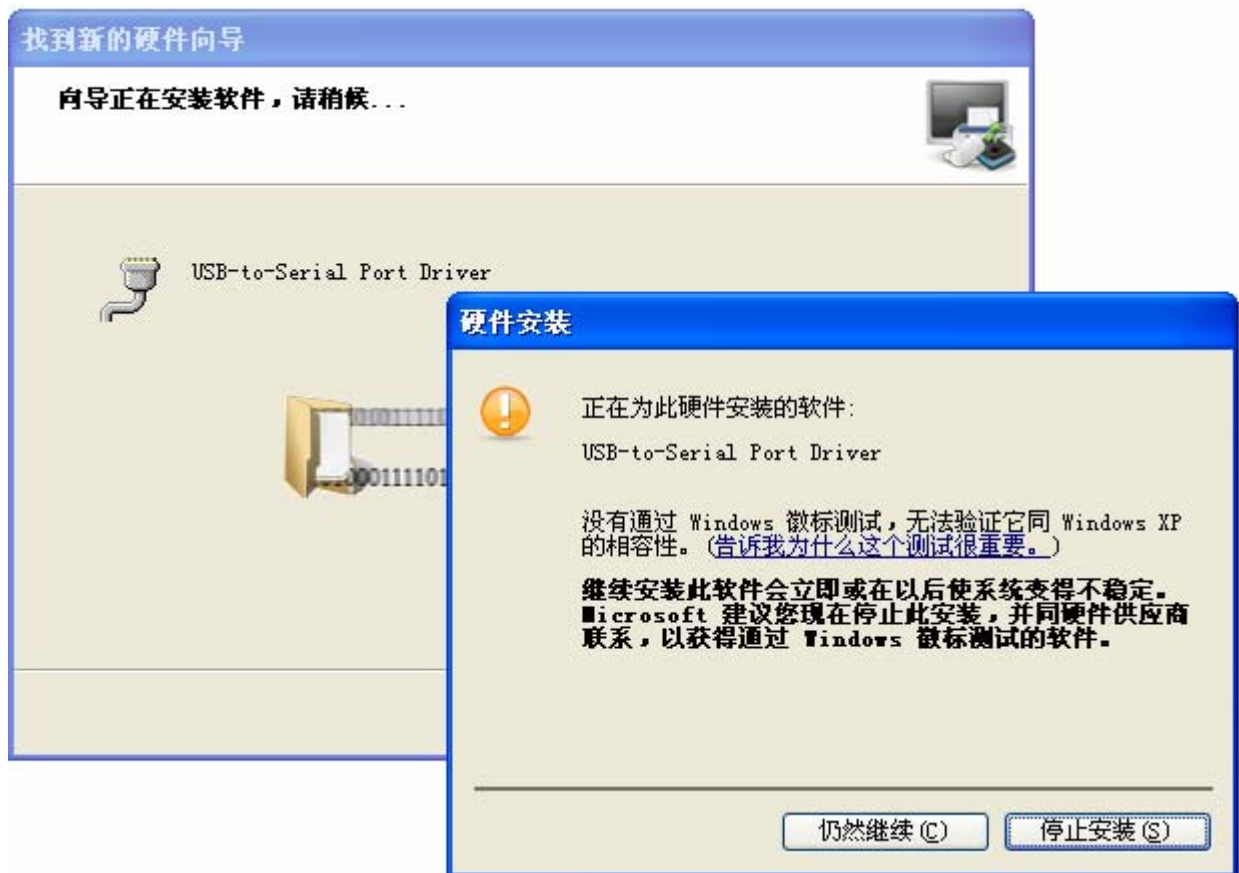 找到新的硬件向导
向导正在安装软件，请稍候...
USB-to-Serial Port Driver
硬件安装
正在为此硬件安装的软件:
USB-to-Serial Port Driver
没有通过 Windows 徽标测试，无法验证它同 Windows XP
的相容性。(告诉我为什么这个测试很重要。)
继续安装此软件会立即或在以后使系统变得不稳定。
Microsoft 建议您现在停止此安装，并同硬件供应商
联系，以获得通过 Windows 徽标测试的软件。
仍然继续(C)
停止安装(S)